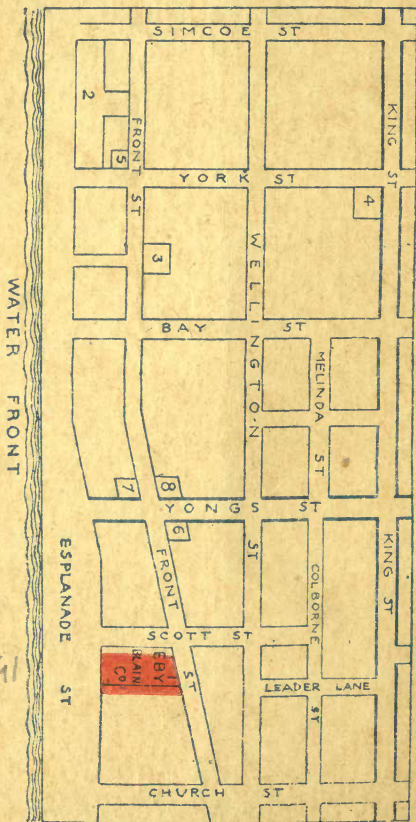 SIMCOE ST
KING ST
2
FRONT ST
5
YORK ST
4
3
WELLINGTON
BAY ST
MELINDA ST
WATER FRONT
7
8
YONGS ST
6
FRONT ST
ST
COLBORNE ST
KING ST
ESPLANADE ST
SCOTT ST
1
EBY
BLAIN
Co
LEADER LANE
CHURCH ST